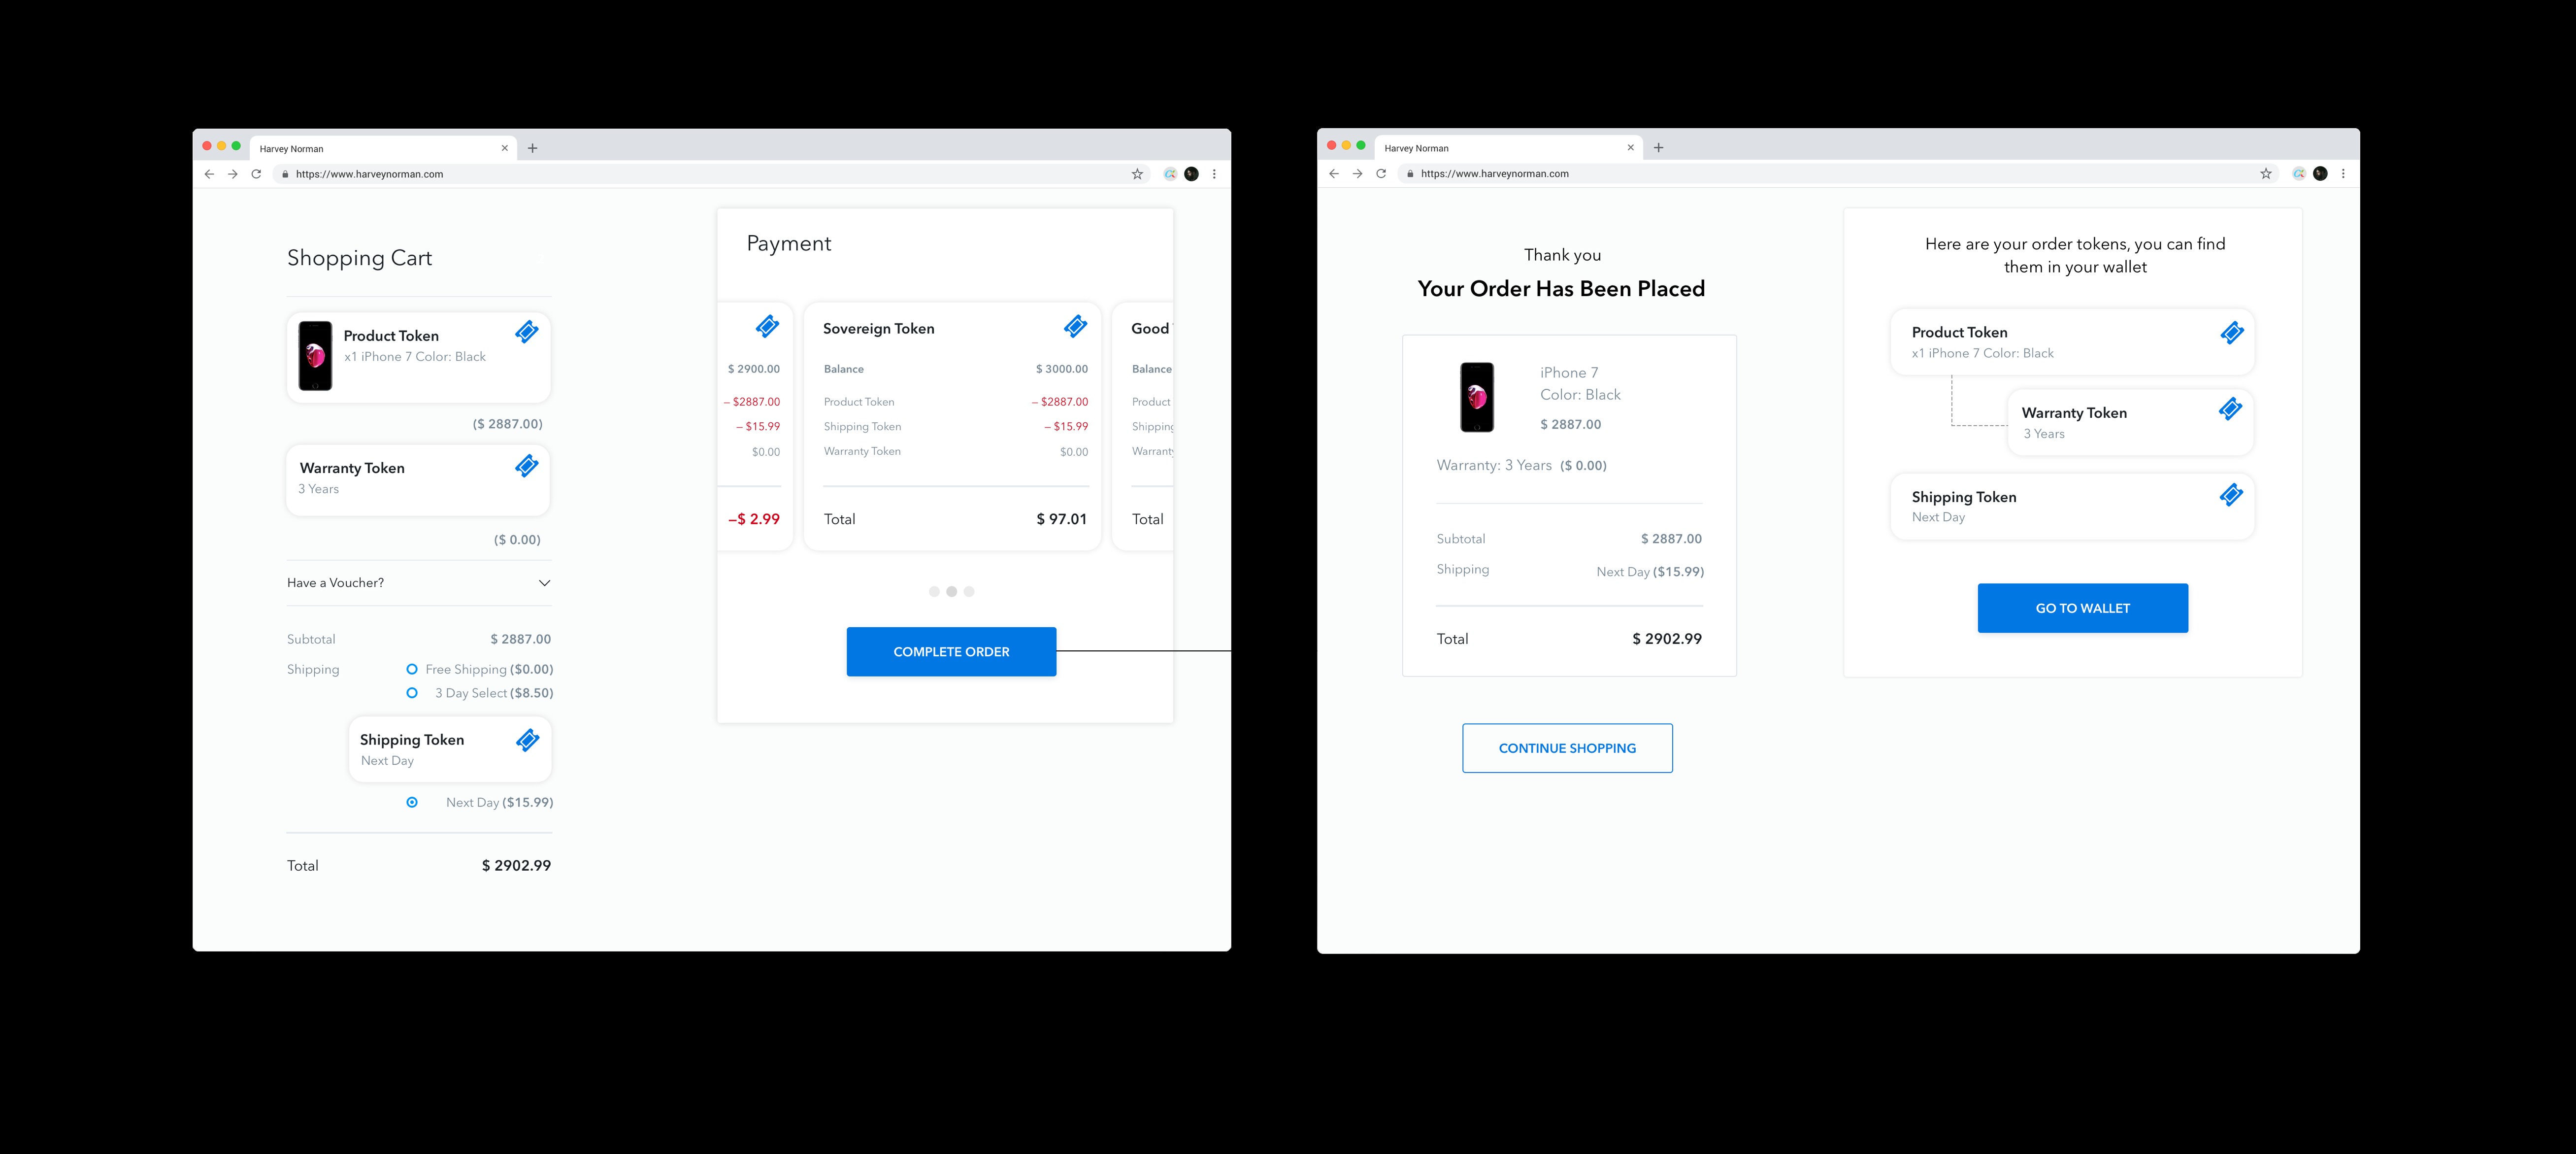 Harvey Norman
https://www.harveynorman.com
Shopping Cart
Product Token
x1 iPhone 7 Color: Black
($ 2887.00)
Warranty Token
3 Years
($ 0.00)
Have a Voucher?
Subtotal $ 2887.00
Shipping Free Shipping ($0.00)
3 Day Select ($8.50)
Shipping Token
Next Day
Next Day ($15.99)
Total $ 2902.99
Payment
$ 2900.00
– $2887.00
– $15.99
$0.00
–$ 2.99
Sovereign Token
Balance $ 3000.00
Product Token – $2887.00
Shipping Token – $15.99
Warranty Token $0.00
Total $ 97.01
Good
Balance
Product
Shipping
Warranty
Total
COMPLETE ORDER
Harvey Norman
https://www.harveynorman.com
Thank you
Your Order Has Been Placed
iPhone 7
Color: Black
$ 2887.00
Warranty: 3 Years ($ 0.00)
Subtotal $ 2887.00
Shipping Next Day ($15.99)
Total $ 2902.99
CONTINUE SHOPPING
Here are your order tokens, you can find
them in your wallet
Product Token
x1 iPhone 7 Color: Black
Warranty Token
3 Years
Shipping Token
Next Day
GO TO WALLET